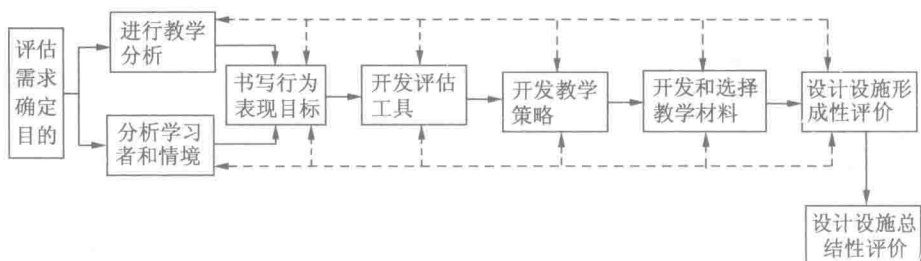 评估
需求
确定
目的
进行教学
分析
分析学习
者和情境
书写行为
表现目标
开发评估
工具
开发教学
策略
开发和选择
教学材料
设计设施形
成性评价
设计设施总
结性评价